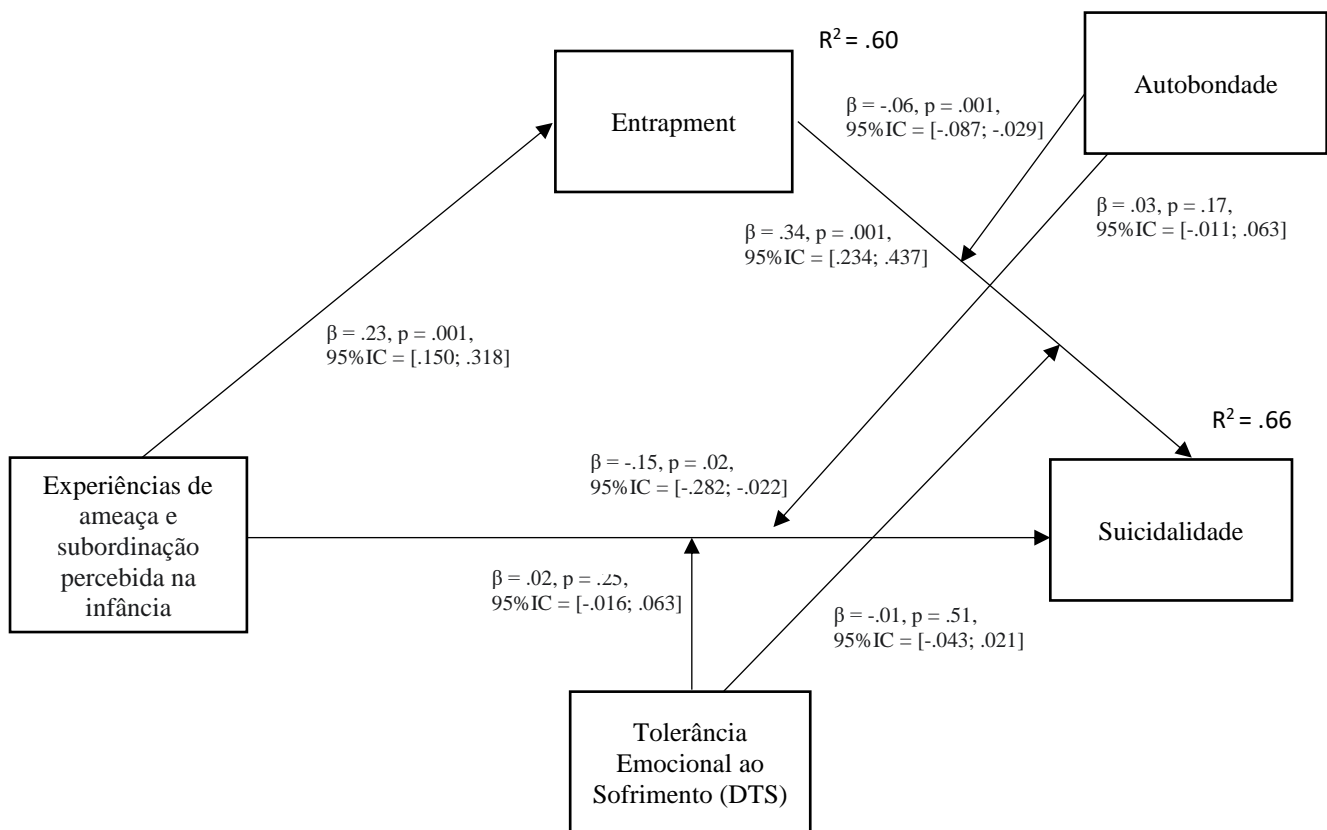 R² = .60
Entrapment
Autobondade
β = -.06, p = .001,
95%IC = [-.087; -.029]
β = .03, p = .17,
95%IC = [-.011; .063]
β = .34, p = .001,
95%IC = [.234; .437]
β = .23, p = .001,
95%IC = [.150; .318]
R² = .66
Experiências de
ameaça e
subordinação
percebida na
infância
β = -.15, p = .02,
95%IC = [-.282; -.022]
Suicidalidade
β = .02, p = .25,
95%IC = [-.016; .063]
β = -.01, p = .51,
95%IC = [-.043; .021]
Tolerância
Emocional ao
Sofrimento (DTS)